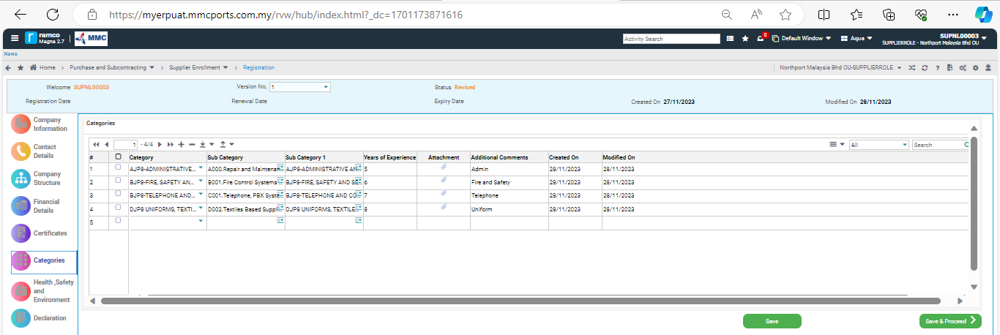 https://myerpuat.mmcports.com.my/rvw/hub/index.html?_dc=1701173871616
ramco Magna 2.7 MMC Activity Search 0 Default Window Aqua SUPNL00003
SUPPLIERROLE - Northport Malaysia Bhd OU
News
Home Purchase and Subcontracting Supplier Enrollment Registration Northport Malaysia Bhd OU-SUPPLIERROLE
Welcome SUPNL00003 Version No. 1 Status Revised
Registration Date Renewal Date Expiry Date Created On 27/11/2023 Modified On 28/11/2023
Company Information
Contact Details
Company Structure
Financial Details
Certificates
Categories
Health ,Safety and Environment
Declaration
Categories
1 - 4/4 All Search
# Category Sub Category Sub Category 1 Years of Experience Attachment Additional Comments Created On Modified On
1 AJP8-ADMINISTRATIVE... A000.Repair and Maintenan AJP8-ADMINISTRATIVE AN 5 Admin 28/11/2023 28/11/2023
2 BJP8-FIRE, SAFETY AN... B001.Fire Control Systems BJP8-FIRE, SAFETY AND SE 6 Fire and Safety 28/11/2023 28/11/2023
3 BJP8-TELEPHONE AND... C001.Telephone, PBX Syste BJP8-TELEPHONE AND CO 7 Telephone 28/11/2023 28/11/2023
4 DJP8 UNIFORMS, TEXTI... D002.Textiles Based Suppl DJP8 UNIFORMS, TEXTILE 8 Uniform 28/11/2023 28/11/2023
5
Save Save & Proceed